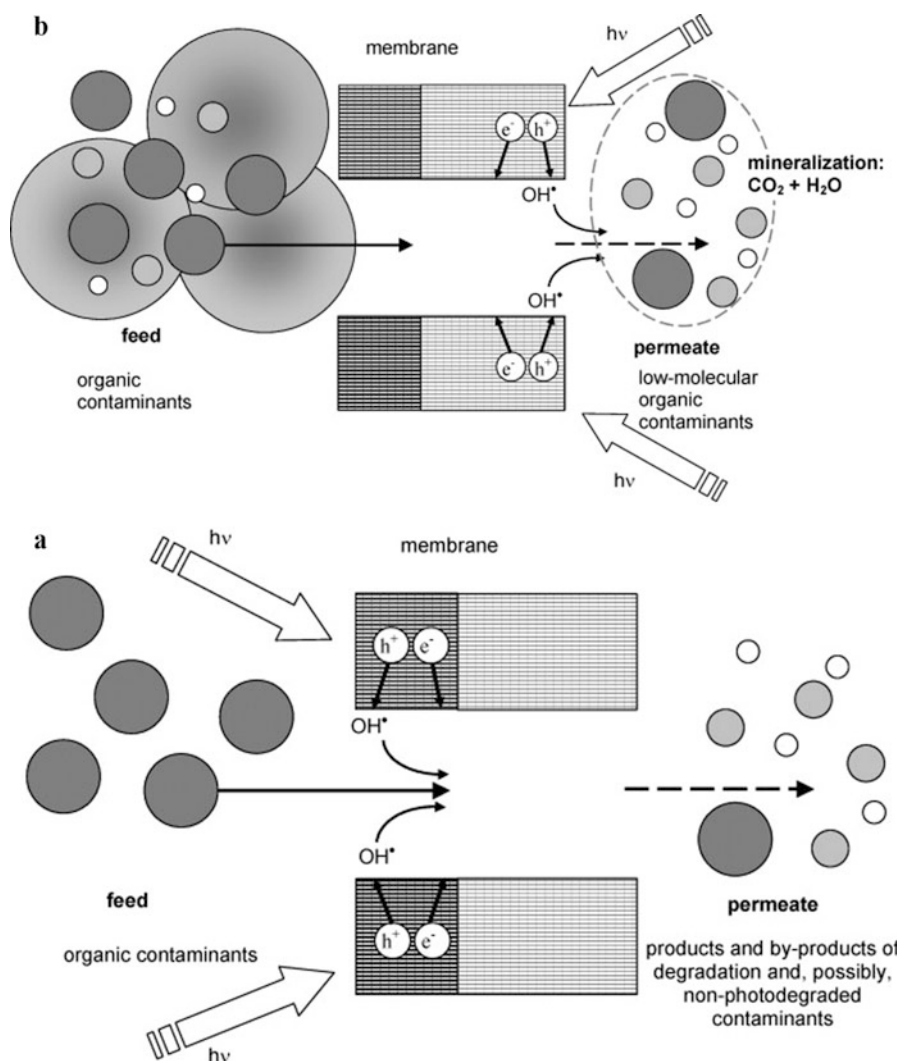 b
membrane
hν
e⁻ h⁺
mineralization:
CO₂ + H₂O
OH•
OH•
feed
permeate
e⁻ h⁺
organic
contaminants
low-molecular
organic
contaminants
hν
a
hν
membrane
h⁺ e⁻
OH•
OH•
feed
permeate
h⁺ e⁻
organic contaminants
products and by-products of
degradation and, possibly,
non-photodegraded
contaminants
hν